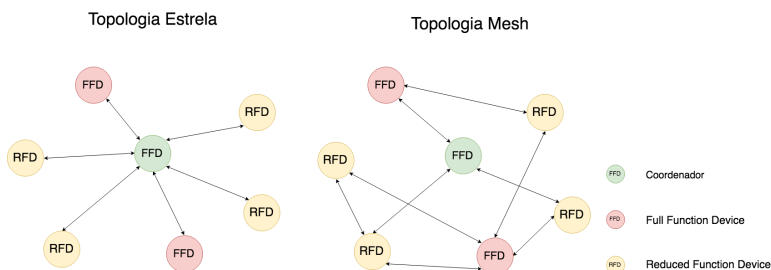 Topologia Estrela
Topologia Mesh
FFD
RFD
RFD
FFD
RFD
RFD
FFD
FFD
RFD
RFD
FFD
RFD
RFD
FFD
FFD Coordenador
FFD Full Function Device
RFD Reduced Function Device